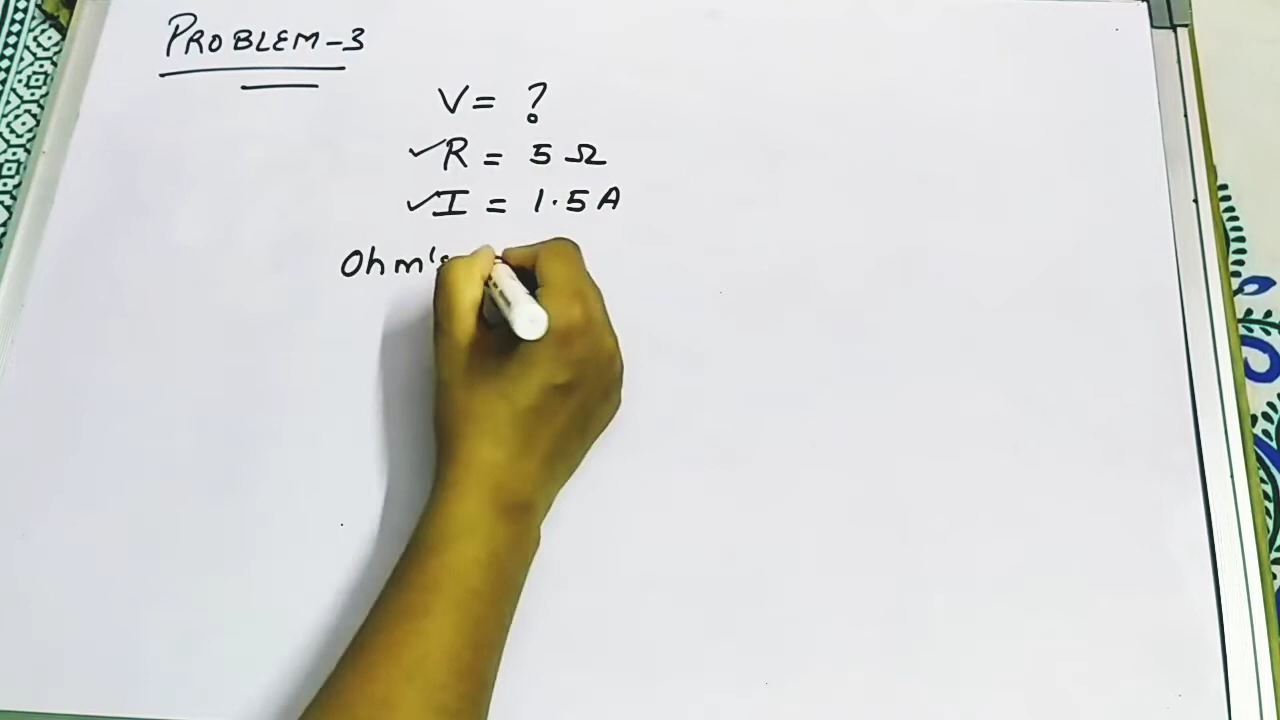 PROBLEM-3
V = ?
✓R = 5 Ω
✓I = 1.5 A
Ohm's